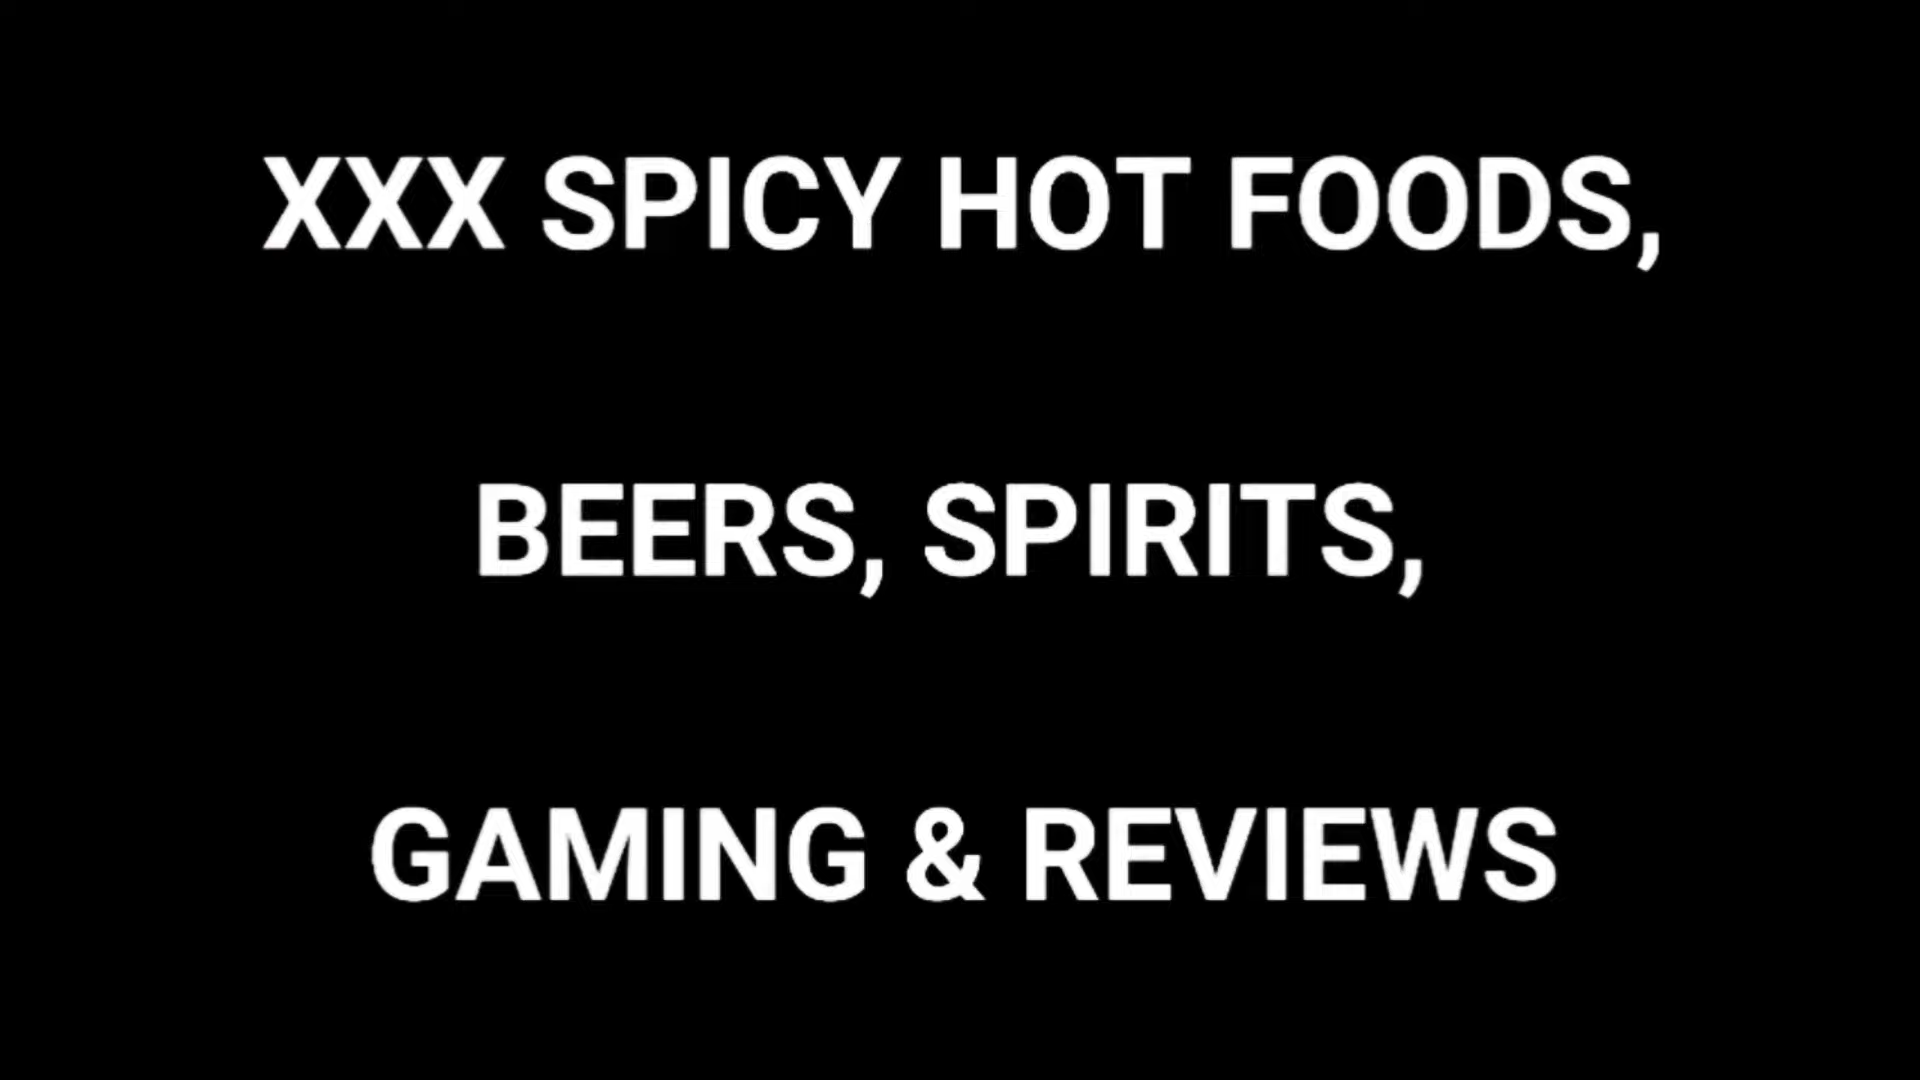 XXX SPICY HOT FOODS,
BEERS, SPIRITS,
GAMING & REVIEWS